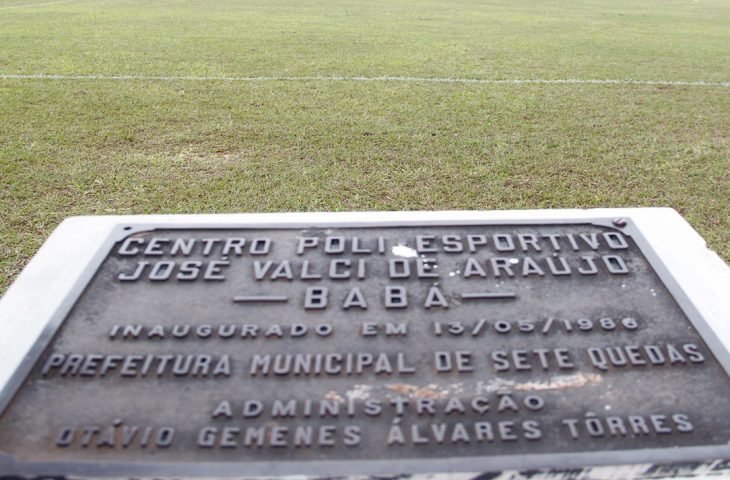 CENTRO POLI ESPORTIVO
JOSÉ VALCI DE ARAÚJO
— BABÁ —
INAUGURADO EM 13/05/1986
PREFEITURA MUNICIPAL DE SETE QUEDAS
ADMINISTRAÇÃO
OTÁVIO GEMENES ÁLVARES TÔRRES